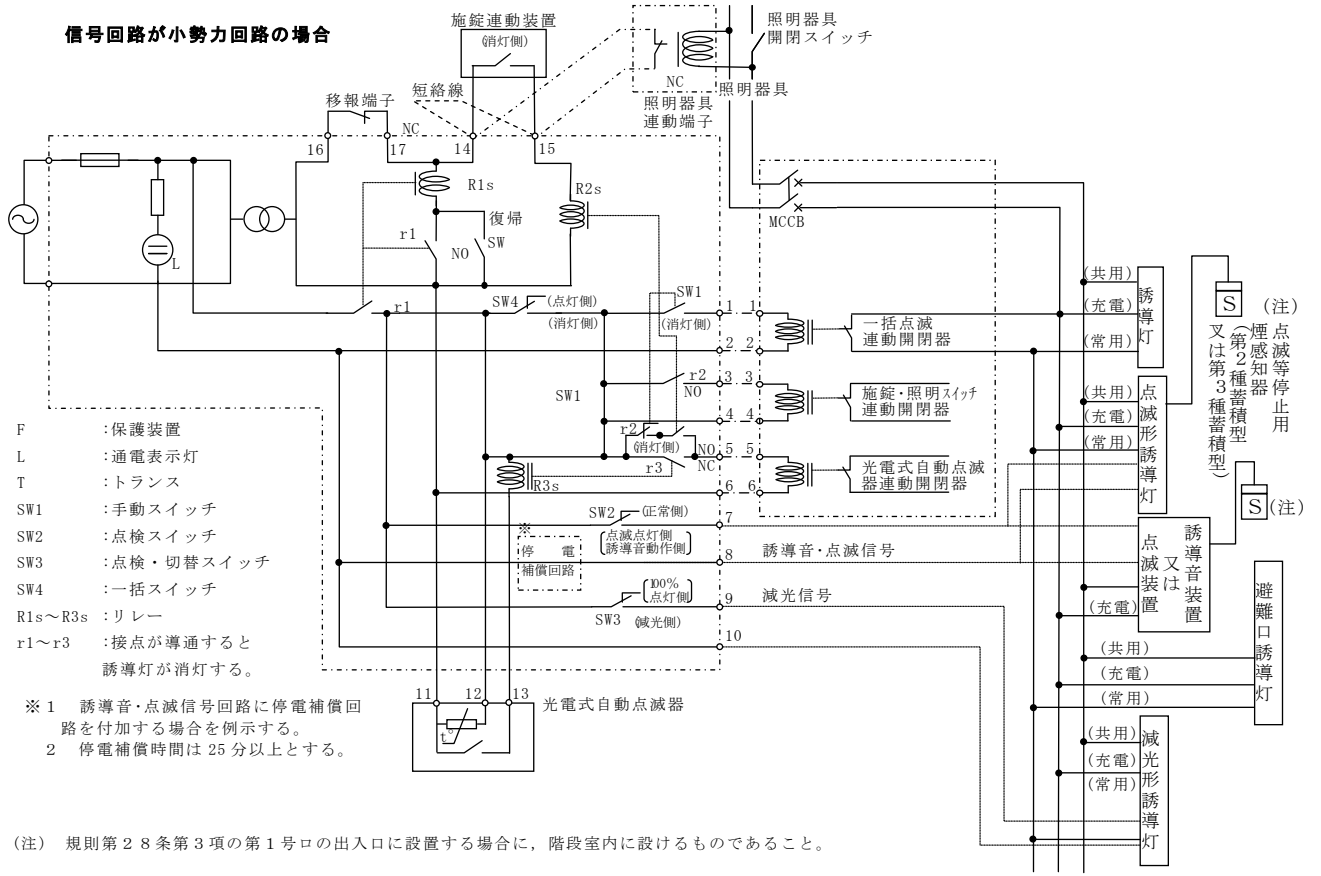 信号回路が小勢力回路の場合
施錠連動装置
(消灯側)
照明器具
開閉スイッチ
NC
照明器具
照明器具
連動端子
移報端子
短絡線
NC
16
17
14
15
R1s
R2s
復帰
r1
NO
SW
L
MCCB
r1
SW4
(点灯側)
(消灯側)
SW1
(消灯側)
1 1
2 2
一括点滅
連動開閉器
(共用)
(充電)
(常用)
誘導灯
S
(注)
点滅等停止用
煙感知器
(第2種蓄積型
又は第3種蓄積型)
r2
NO
3 3
SW1
4 4
施錠・照明スイッチ
連動開閉器
(共用)
(充電)
(常用)
点滅形誘導灯
r2
(消灯側)
NO
NC
r3
5 5
R3s
6 6
光電式自動点滅
器連動開閉器
S
(注)
SW2
(正常側)
点滅点灯側
誘導音動作側
7
※
停電
補償回路
8
誘導音・点滅信号
誘導音装置
又は
点滅装置
(充電)
100%
点灯側
SW3
(減光側)
9
減光信号
10
避難口誘導灯
(共用)
(充電)
(常用)
11
12
13
光電式自動点滅器
t°
(共用)
(充電)
(常用)
減光形誘導灯
F :保護装置
L :通電表示灯
T :トランス
SW1 :手動スイッチ
SW2 :点検スイッチ
SW3 :点検・切替スイッチ
SW4 :一括スイッチ
R1s~R3s :リレー
r1~r3 :接点が導通すると
誘導灯が消灯する。
※1 誘導音・点滅信号回路に停電補償回
路を付加する場合を例示する。
2 停電補償時間は25分以上とする。
(注) 規則第28条第3項の第1号ロの出入口に設置する場合に，階段室内に設けるものであること。